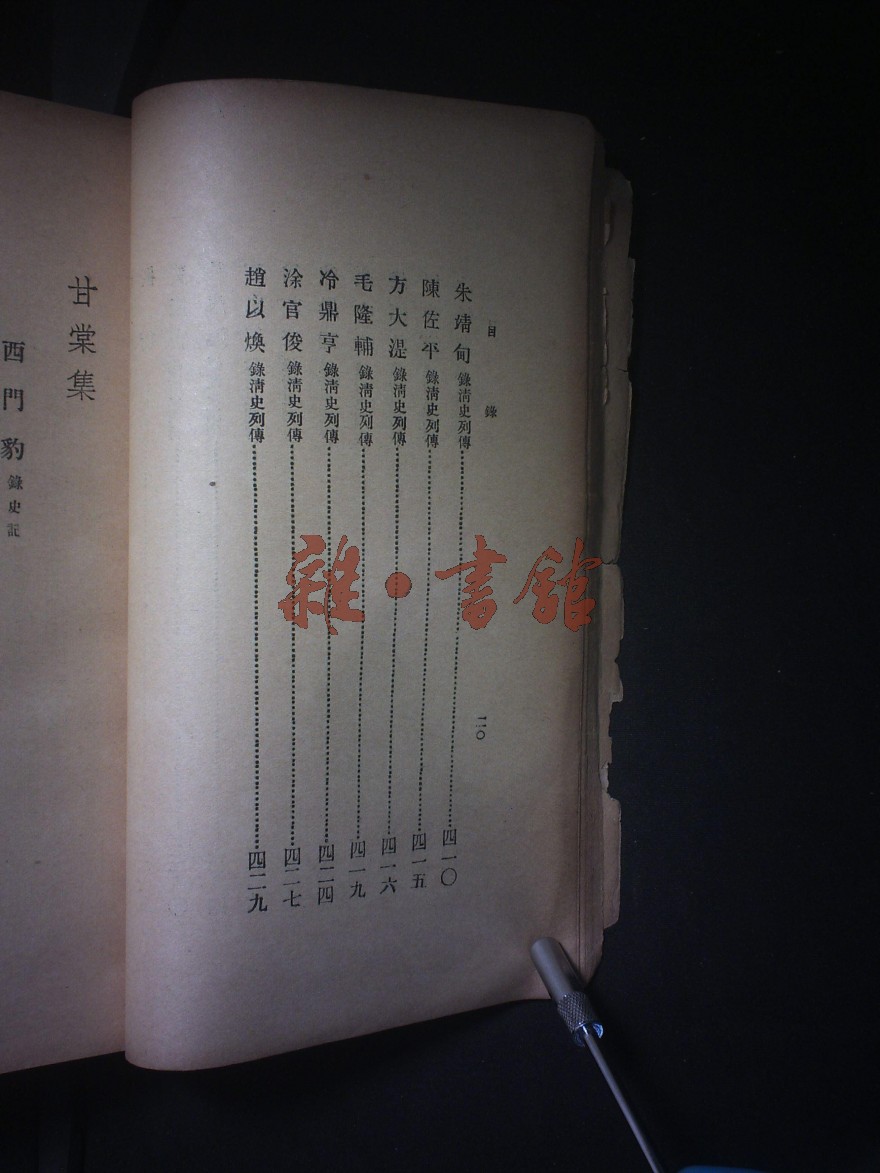 目錄 二〇
朱靖甸 錄清史列傳 四一〇
陳佐平 錄清史列傳 四一五
方大湜 錄清史列傳 四一六
毛隆輔 錄清史列傳 四一九
冷鼎亨 錄清史列傳 四二四
涂官俊 錄清史列傳 四二七
趙以煥 錄清史列傳 四二九
甘棠集
西門豹 錄史記
雜·書館